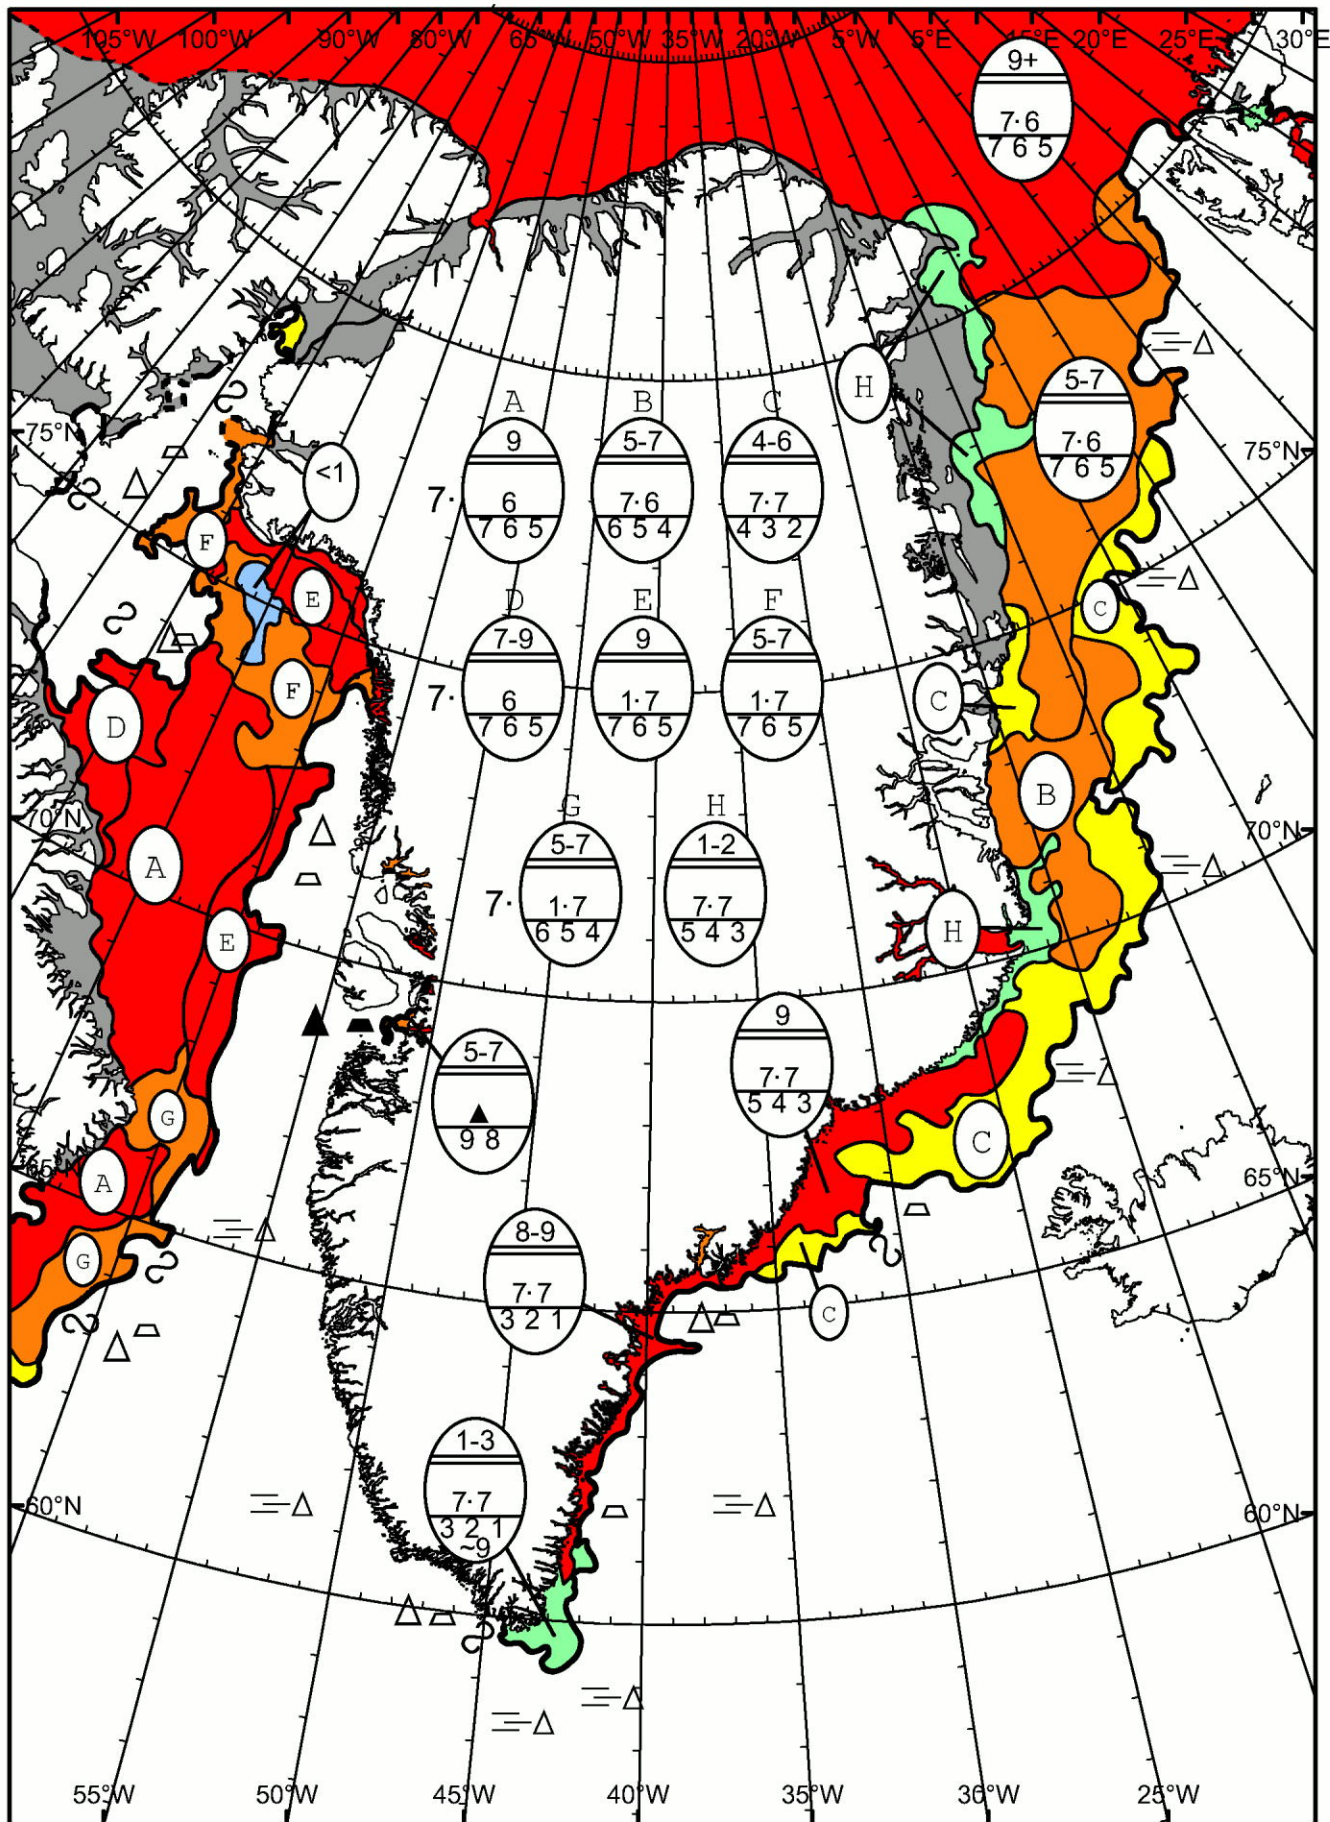 105°W 100°W 90°W 80°W 65°W 50°W 35°W 20°W 5°W 5°E 15°E 20°E 25°E 30°E
9+
7·6
7 6 5
H
5-7
7·6
7 6 5
75°N
75°N
<1
A B C
9 5-7 4-6
7· 6 7·6 7·7
7 6 5 6 5 4 4 3 2
F
E
C
D E F
7-9 9 5-7
7· 6 1·7 1·7
7 6 5 7 6 5 7 6 5
F
C
D
B
70°N
70°N
G H
5-7 1-2
7· 1·7 7·7
6 5 4 5 4 3
A
E
H
9
7·7
5 4 3
5-7
9 8
G
C
65°N
65°N
A
G
8-9
7·7
3 2 1
C
1-3
7·7
3 2 1
~9
60°N
60°N
55°W 50°W 45°W 40°W 35°W 30°W 25°W